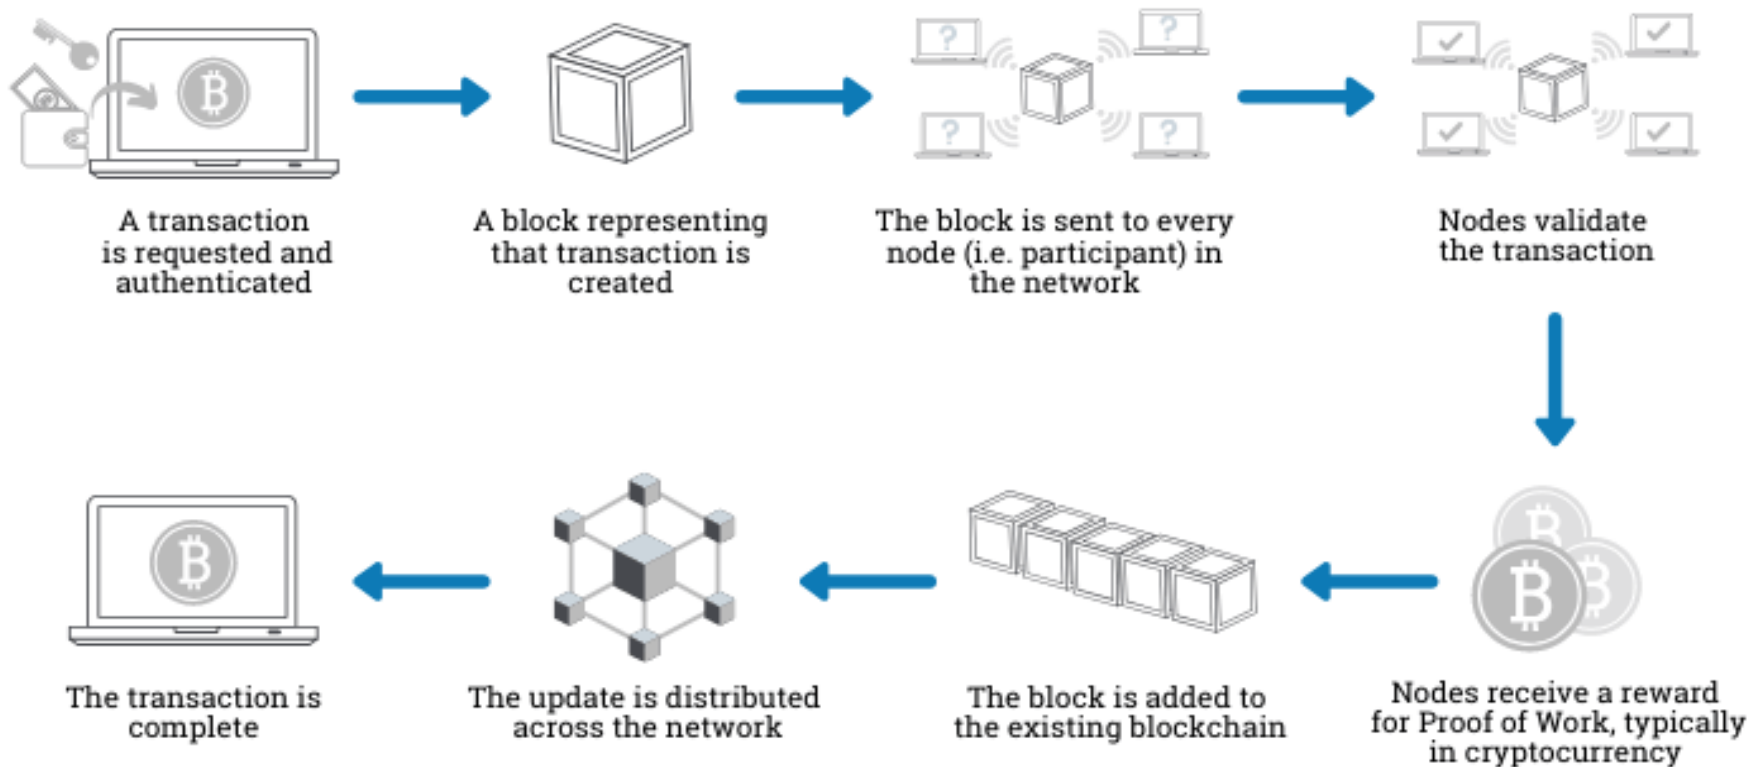 A transaction
is requested and
authenticated
A block representing
that transaction is
created
The block is sent to every
node (i.e. participant) in
the network
Nodes validate
the transaction
Nodes receive a reward
for Proof of Work, typically
in cryptocurrency
The block is added to
the existing blockchain
The update is distributed
across the network
The transaction is
complete